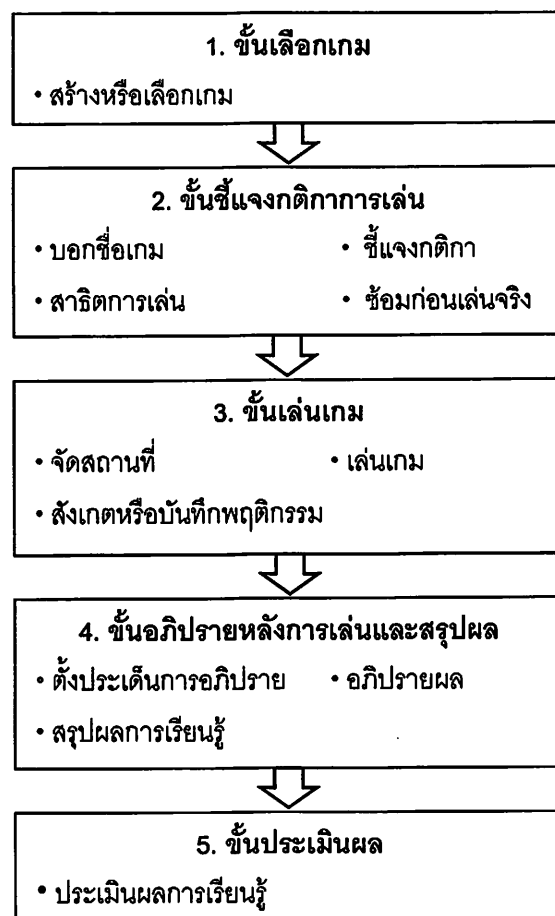 1. ขั้นเลือกเกม
• สร้างหรือเลือกเกม
2. ขั้นชี้แจงกติกาการเล่น
• บอกชื่อเกม • ชี้แจงกติกา
• สาธิตการเล่น • ซ้อมก่อนเล่นจริง
3. ขั้นเล่นเกม
• จัดสถานที่ • เล่นเกม
• สังเกตหรือบันทึกพฤติกรรม
4. ขั้นอภิปรายหลังการเล่นและสรุปผล
• ตั้งประเด็นการอภิปราย • อภิปรายผล
• สรุปผลการเรียนรู้
5. ขั้นประเมินผล
• ประเมินผลการเรียนรู้